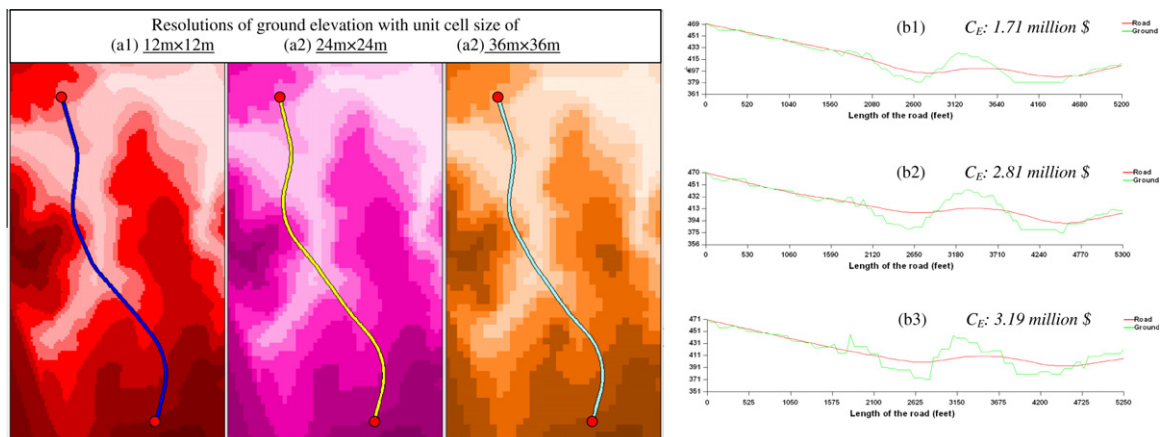 Resolutions of ground elevation with unit cell size of
(a1) 12m×12m (a2) 24m×24m (a2) 36m×36m
(b1) C_E: 1.71 million $
Road
Ground
469
451
433
415
397
379
361
0 520 1040 1560 2080 2600 3120 3640 4160 4680 5200
Length of the road (feet)
(b2) C_E: 2.81 million $
Road
Ground
470
451
432
413
394
375
356
0 530 1060 1590 2120 2650 3180 3710 4240 4770 5300
Length of the road (feet)
(b3) C_E: 3.19 million $
Road
Ground
471
451
431
411
391
371
351
0 525 1050 1575 2100 2625 3150 3675 4200 4725 5250
Length of the road (feet)